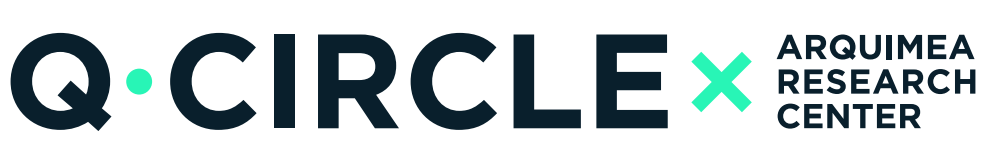 Q·CIRCLE × ARQUIMEA
RESEARCH
CENTER